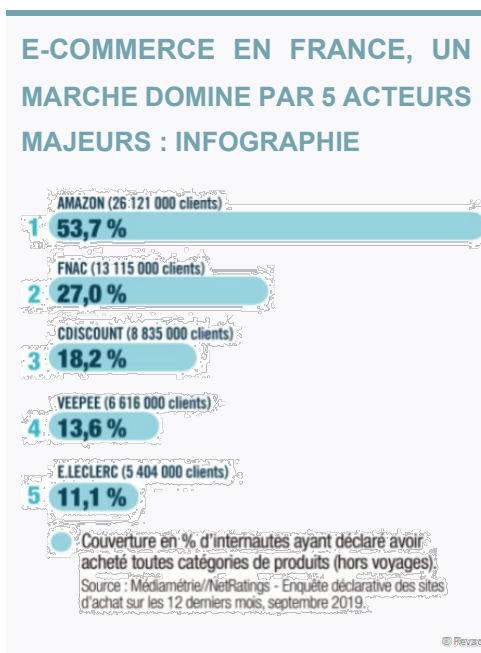 E-COMMERCE EN FRANCE, UN
MARCHE DOMINE PAR 5 ACTEURS
MAJEURS : INFOGRAPHIE
AMAZON (26 121 000 clients)
1 53,7 %
FNAC (13 115 000 clients)
2 27,0 %
CDISCOUNT (8 835 000 clients)
3 18,2 %
VEEPEE (6 616 000 clients)
4 13,6 %
E.LECLERC (5 404 000 clients)
5 11,1 %
Couverture en % d'internautes ayant déclaré avoir
acheté toutes catégories de produits (hors voyages).
Source : Médiamétrie//NetRatings - Enquête déclarative des sites
d'achat sur les 12 derniers mois, septembre 2019.
©